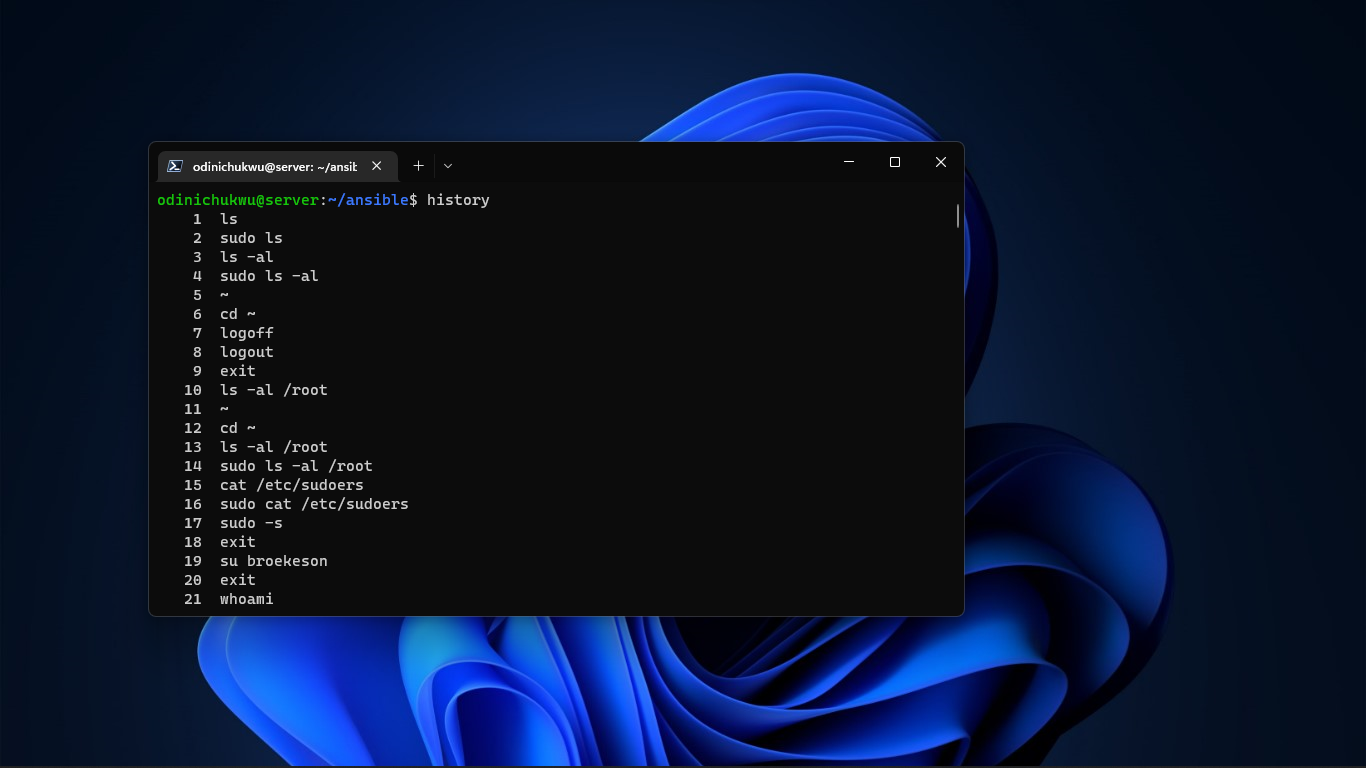 odinichukwu@server: ~/ansib
odinichukwu@server:~/ansible$ history
1 ls
2 sudo ls
3 ls -al
4 sudo ls -al
5 ~
6 cd ~
7 logoff
8 logout
9 exit
10 ls -al /root
11 ~
12 cd ~
13 ls -al /root
14 sudo ls -al /root
15 cat /etc/sudoers
16 sudo cat /etc/sudoers
17 sudo -s
18 exit
19 su broekeson
20 exit
21 whoami